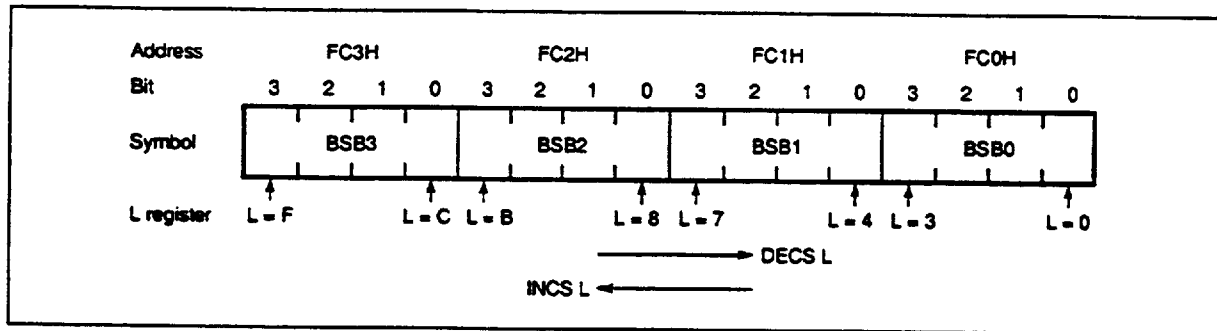 Address FC3H FC2H FC1H FC0H
Bit 3 2 1 0 3 2 1 0 3 2 1 0 3 2 1 0
Symbol BSB3 BSB2 BSB1 BSB0
L register L = F L = C L = B L = 8 L = 7 L = 4 L = 3 L = 0
DECS L
INCS L